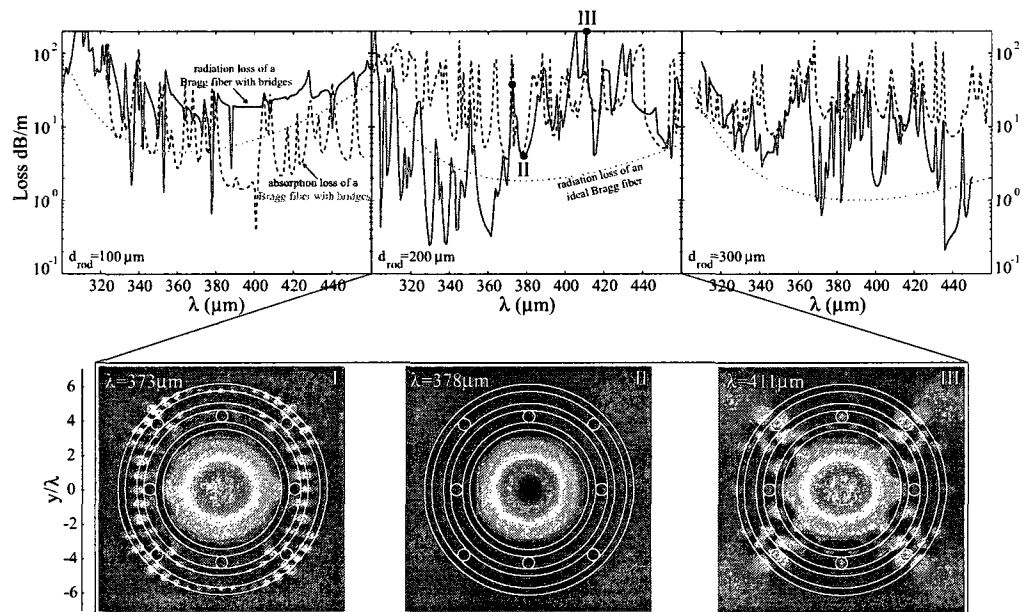 III
Loss dB/m
10²
10¹
10⁰
10⁻¹
radiation loss of a
Bragg fiber with bridges
absorption loss of a
Bragg fiber with bridges
d_rod=100 μm
II
radiation loss of an
ideal Bragg fiber
d_rod=200 μm
d_rod=300 μm
10²
10¹
10⁰
10⁻¹
320 340 360 380 400 420 440
320 340 360 380 400 420 440
320 340 360 380 400 420 440
λ (μm)
λ (μm)
λ (μm)
y/λ
6
4
2
0
-2
-4
-6
λ=373μm
I
λ=378μm
II
λ=411μm
III